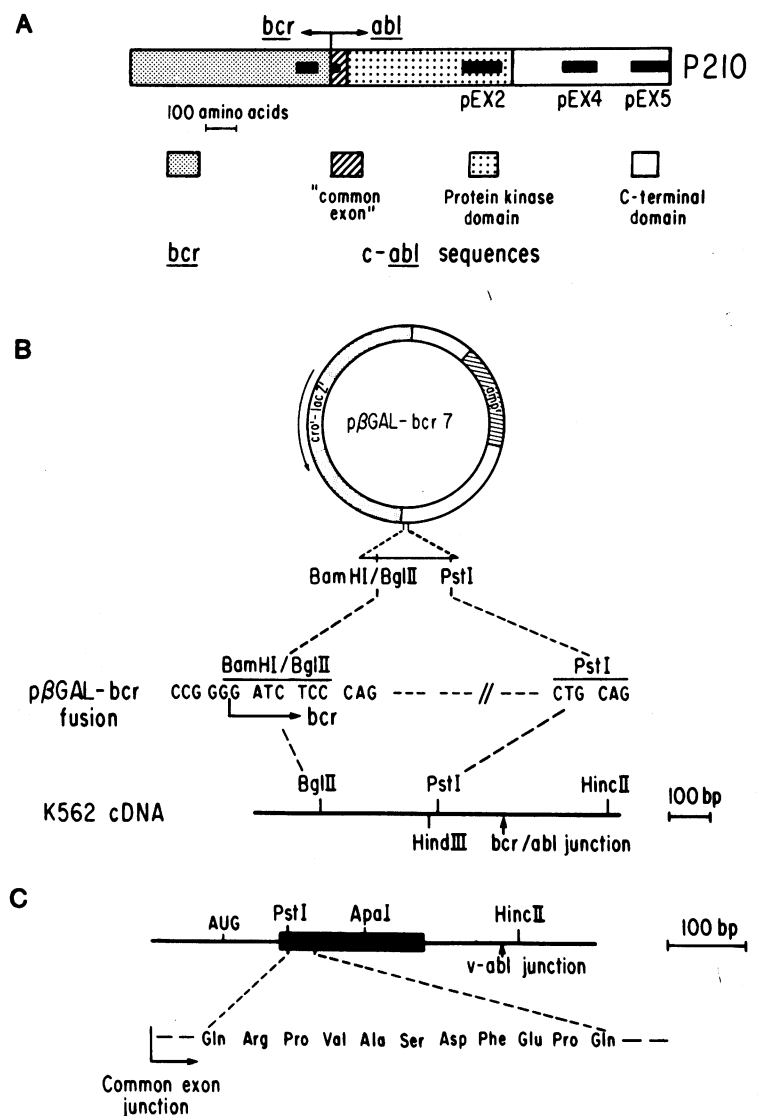 A
bcr abl
P210
pEX2 pEX4 pEX5
100 amino acids
"common exon"
Protein kinase domain
C-terminal domain
bcr
c-abl sequences
B
cro'-lac Z'
ampʳ
pβGAL-bcr 7
BamHI/BglII PstI
BamHI/BglII PstI
pβGAL-bcr fusion
CCG GGG ATC TCC CAG --- --- // --- CTG CAG
bcr
BglII PstI HincII
K562 cDNA
100 bp
HindIII bcr/abl junction
C
AUG PstI ApaI HincII
100 bp
v-abl junction
— — Gln Arg Pro Val Ala Ser Asp Phe Glu Pro Gln — —
Common exon junction